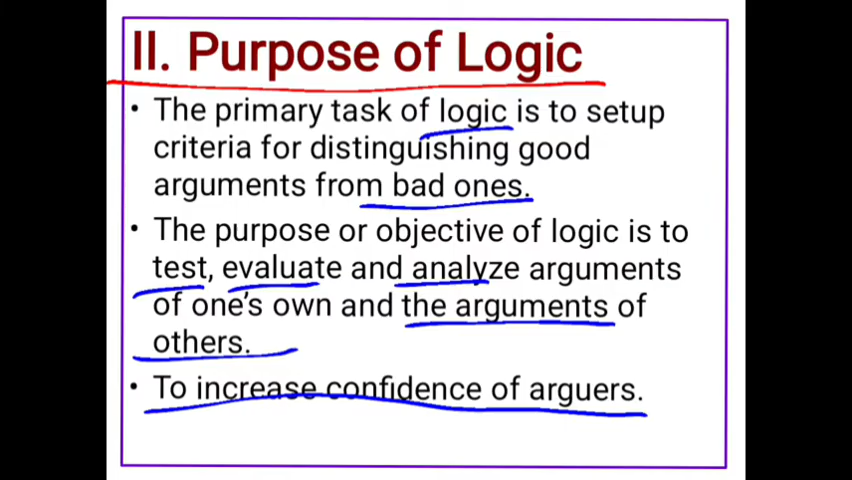 II. Purpose of Logic
• The primary task of logic is to setup
criteria for distinguishing good
arguments from bad ones.
• The purpose or objective of logic is to
test, evaluate and analyze arguments
of one's own and the arguments of
others.
• To increase confidence of arguers.